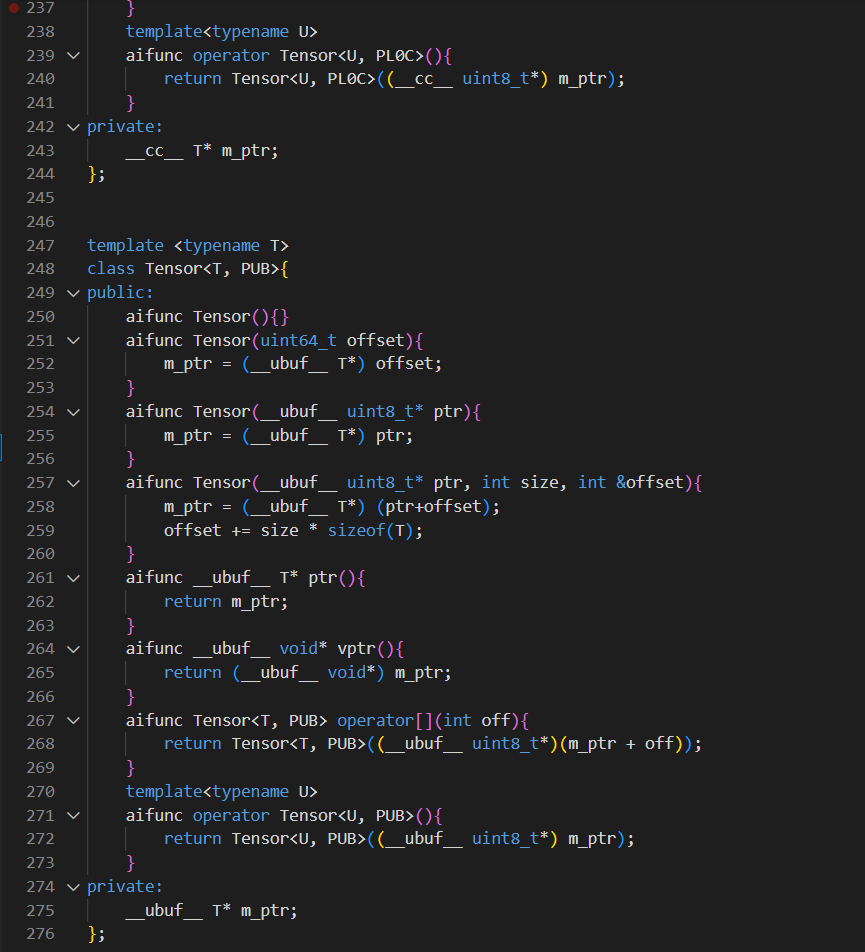 237         }
238         template<typename U>
239         aifunc operator Tensor<U, PL0C>(){
240             return Tensor<U, PL0C>((__cc__ uint8_t*) m_ptr);
241         }
242     private:
243         __cc__ T* m_ptr;
244     };
245
246
247     template <typename T>
248     class Tensor<T, PUB>{
249     public:
250         aifunc Tensor(){}
251         aifunc Tensor(uint64_t offset){
252             m_ptr = (__ubuf__ T*) offset;
253         }
254         aifunc Tensor(__ubuf__ uint8_t* ptr){
255             m_ptr = (__ubuf__ T*) ptr;
256         }
257         aifunc Tensor(__ubuf__ uint8_t* ptr, int size, int &offset){
258             m_ptr = (__ubuf__ T*) (ptr+offset);
259             offset += size * sizeof(T);
260         }
261         aifunc __ubuf__ T* ptr(){
262             return m_ptr;
263         }
264         aifunc __ubuf__ void* vptr(){
265             return (__ubuf__ void*) m_ptr;
266         }
267         aifunc Tensor<T, PUB> operator[](int off){
268             return Tensor<T, PUB>((__ubuf__ uint8_t*)(m_ptr + off));
269         }
270         template<typename U>
271         aifunc operator Tensor<U, PUB>(){
272             return Tensor<U, PUB>((__ubuf__ uint8_t*) m_ptr);
273         }
274     private:
275         __ubuf__ T* m_ptr;
276     };